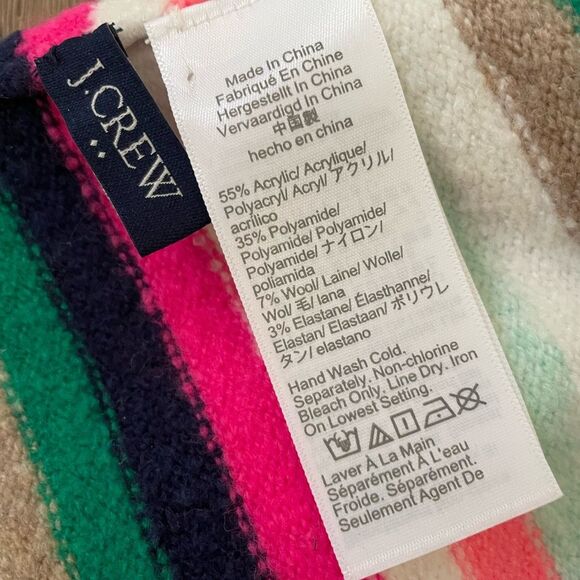 J.CREW
Made In China
Fabriqué En Chine
Hergestellt In China
Vervaardigd In China
中国製
hecho en china
55% Acrylic/ Acrylique/
Polyacryl/ Acryl/ アクリル/
acrílico
35% Polyamide/
Polyamide/ Polyamide/
Polyamide/ ナイロン/
poliamida
7% Wool/ Laine/ Wolle/
Wol/ 毛/ lana
3% Elastane/ Élasthanne/
Elastan/ Elastaan/ ポリウレ
タン/ elastano
Hand Wash Cold.
Separately. Non-chlorine
Bleach Only. Line Dry. Iron
On Lowest Setting.
Laver À La Main
Séparément À L'eau
Froide. Séparément.
Seulement Agent De